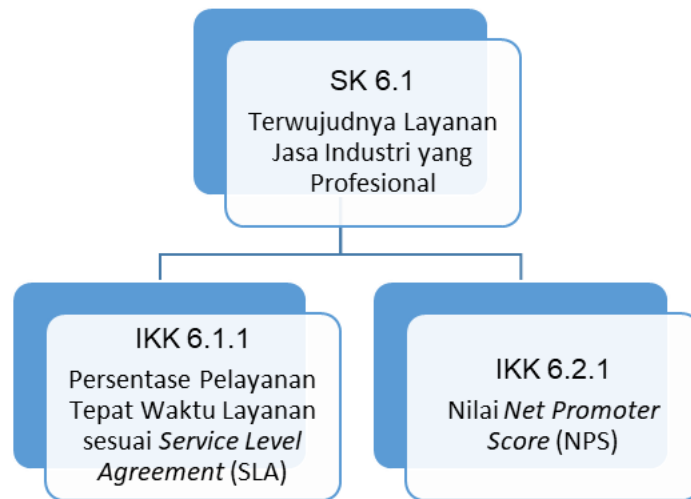 SK 6.1
Terwujudnya Layanan
Jasa Industri yang
Profesional
IKK 6.1.1
Persentase Pelayanan
Tepat Waktu Layanan
sesuai Service Level
Agreement (SLA)
IKK 6.2.1
Nilai Net Promoter
Score (NPS)